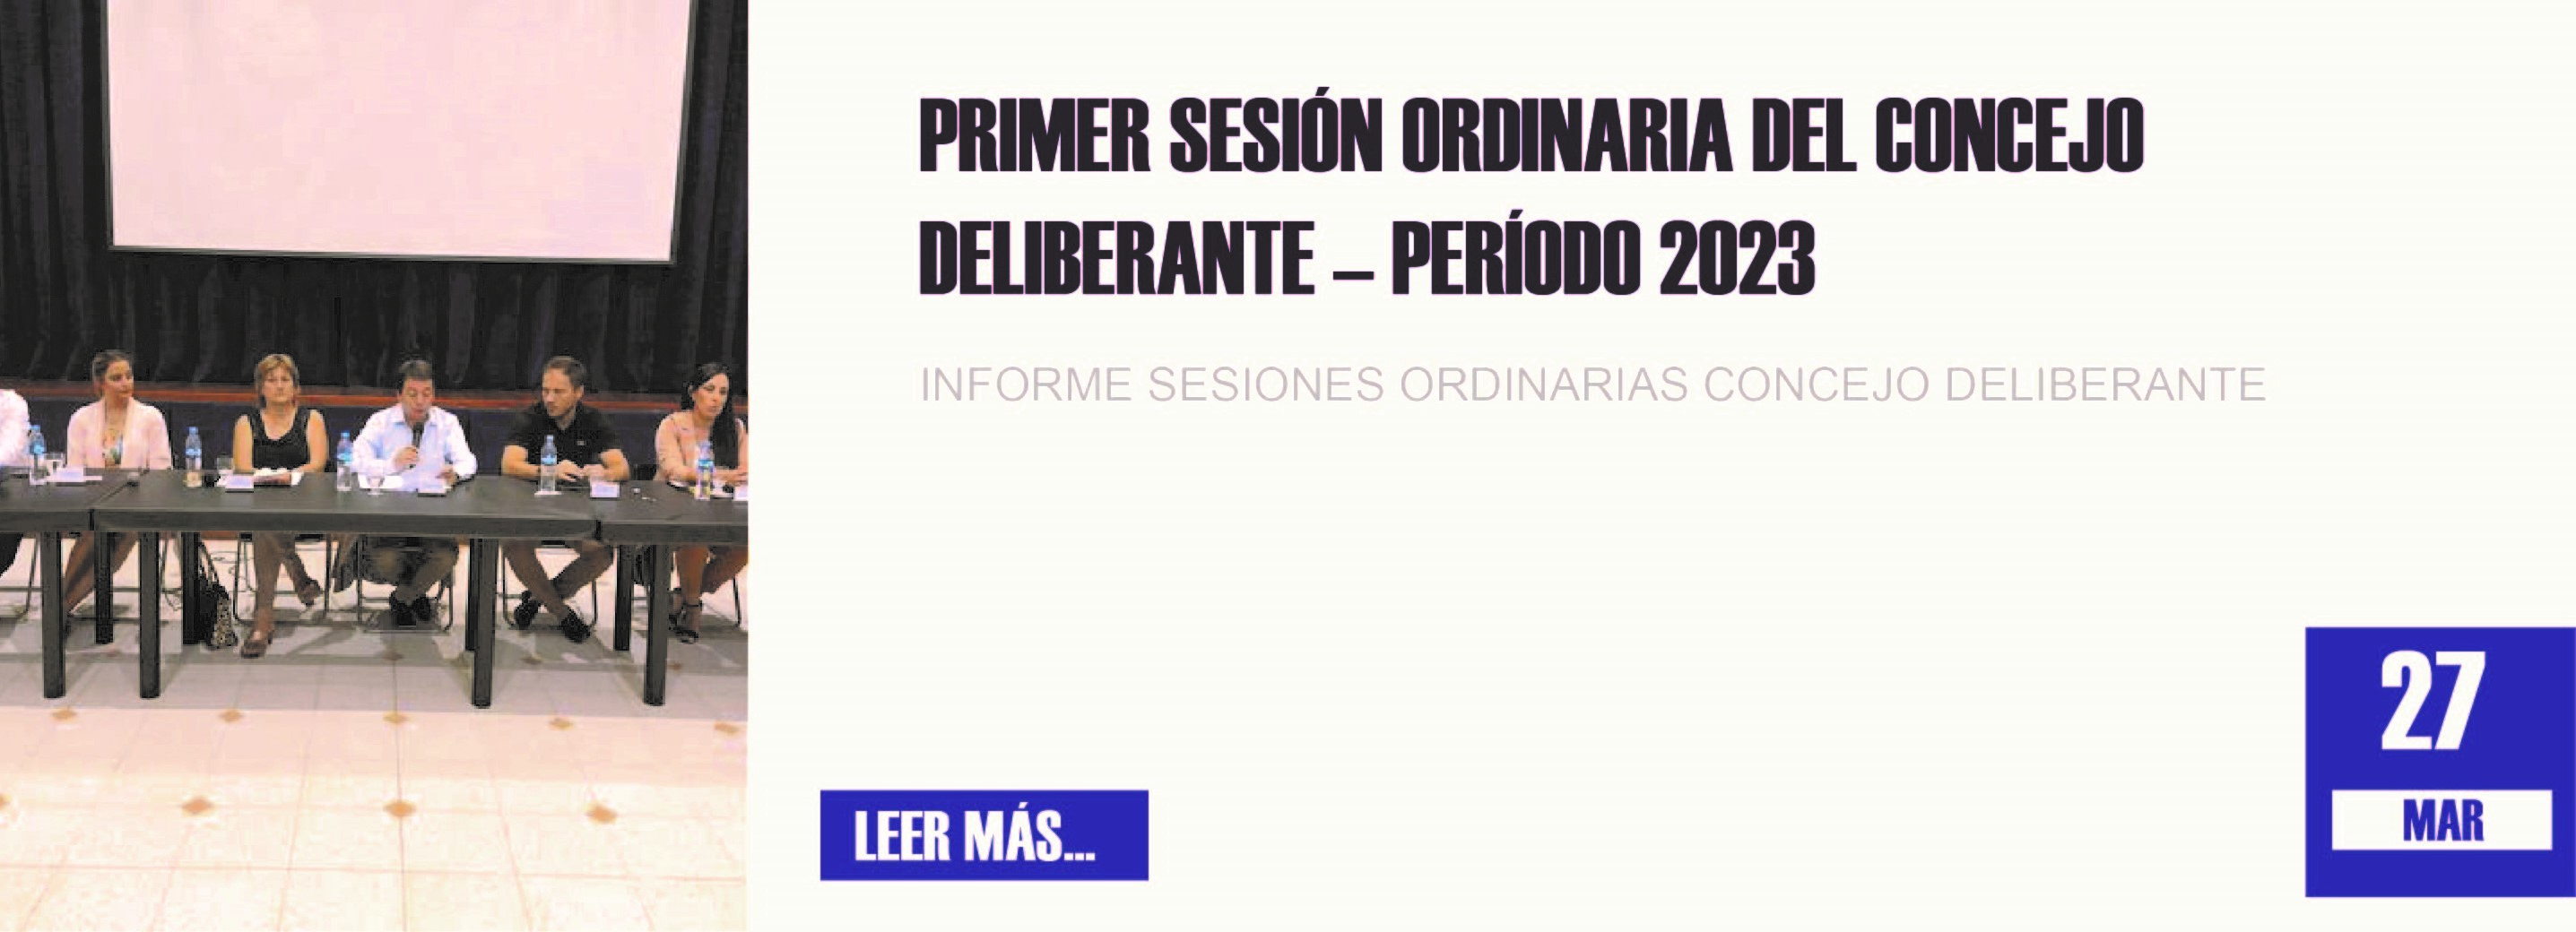 PRIMER SESIÓN ORDINARIA DEL CONCEJO
DELIBERANTE – PERÍODO 2023
INFORME SESIONES ORDINARIAS CONCEJO DELIBERANTE
LEER MÁS...
27
MAR